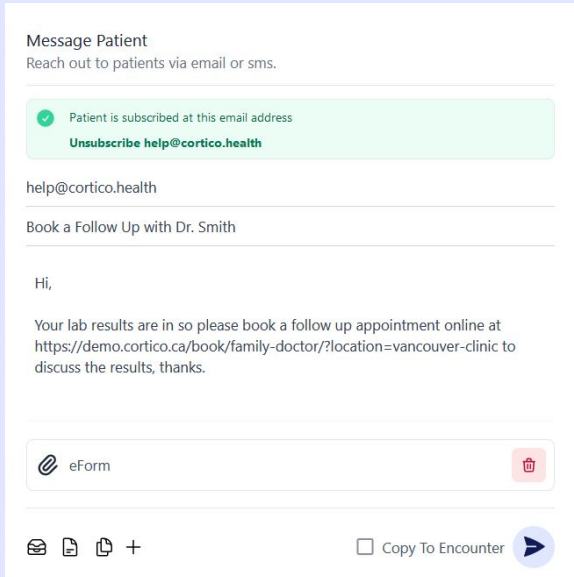 Message Patient
Reach out to patients via email or sms.
Patient is subscribed at this email address
Unsubscribe help@cortico.health
help@cortico.health
Book a Follow Up with Dr. Smith
Hi,
Your lab results are in so please book a follow up appointment online at
https://demo.cortico.ca/book/family-doctor/?location=vancouver-clinic to
discuss the results, thanks.
eForm
Copy To Encounter